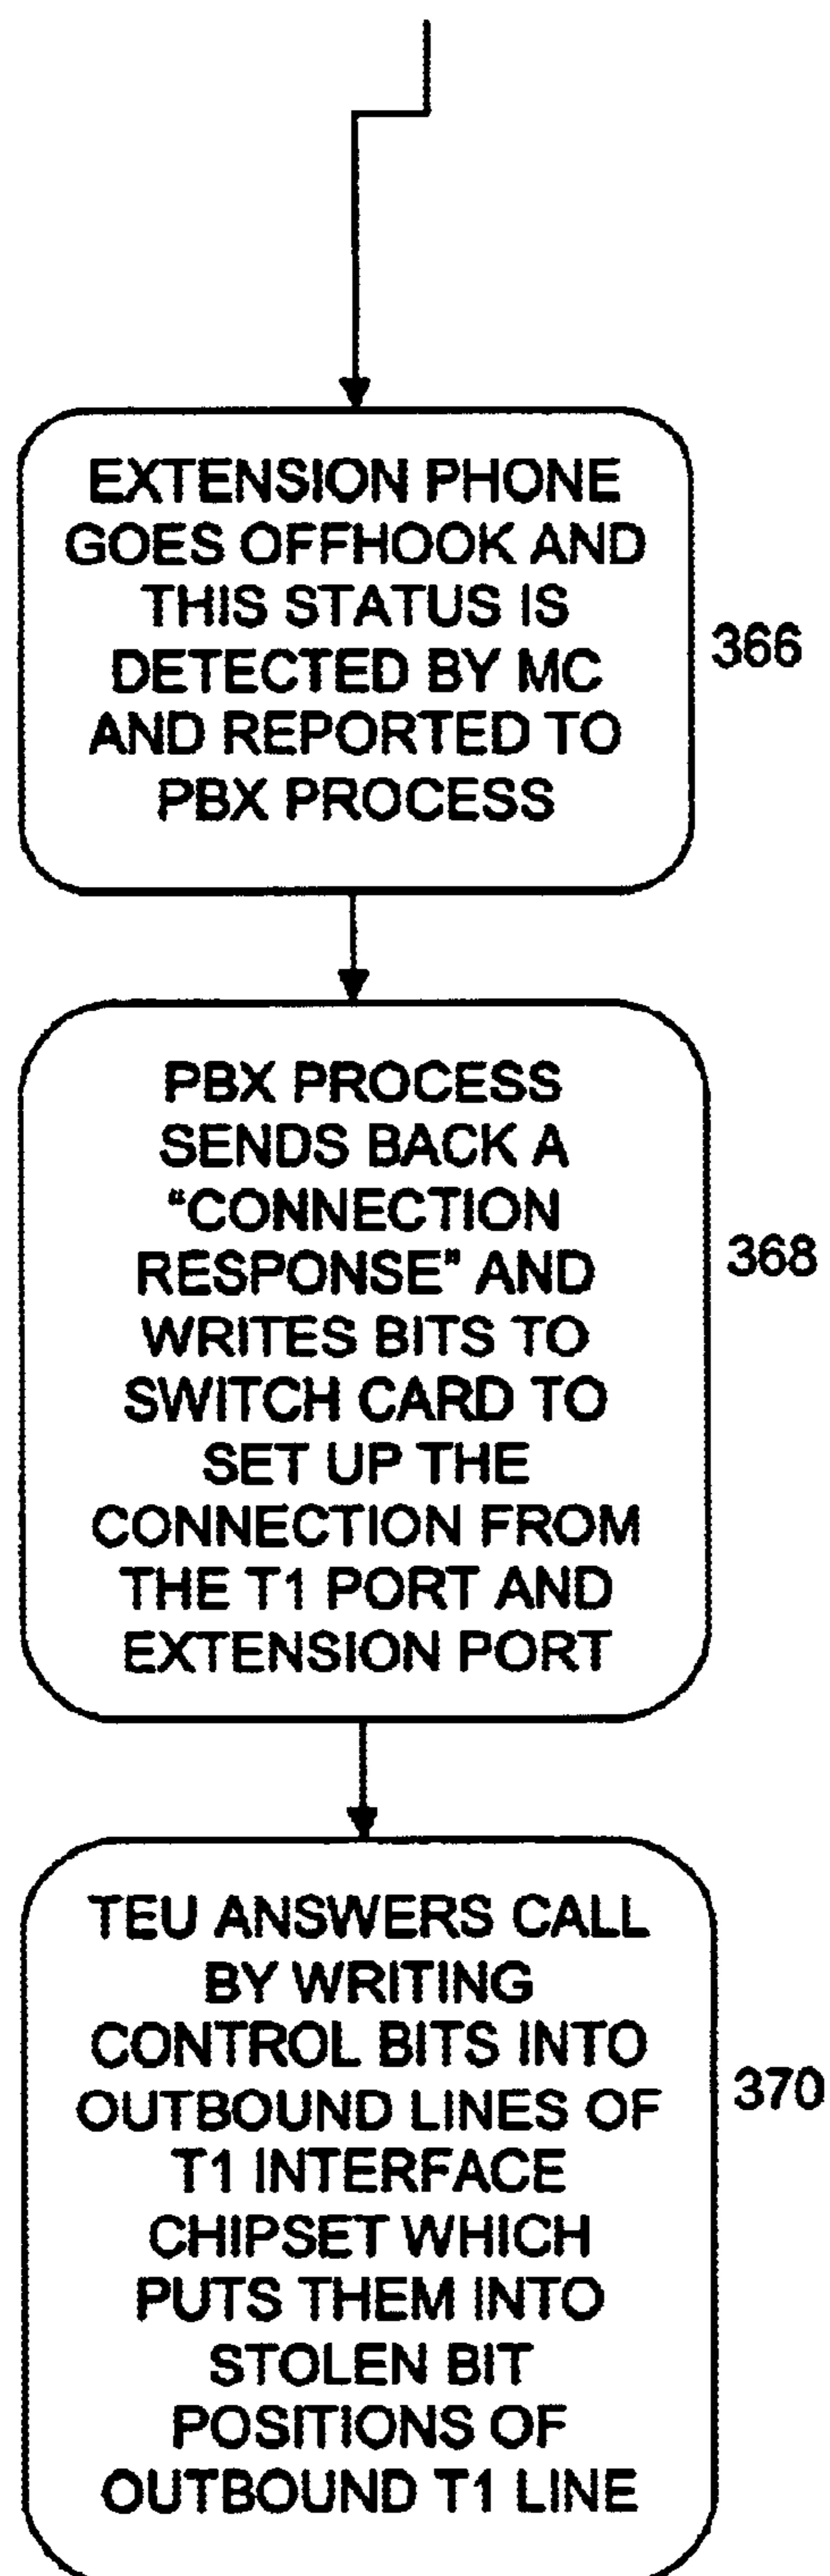 EXTENSION PHONE
GOES OFFHOOK AND
THIS STATUS IS
DETECTED BY MC
AND REPORTED TO
PBX PROCESS
366
PBX PROCESS
SENDS BACK A
"CONNECTION
RESPONSE" AND
WRITES BITS TO
SWITCH CARD TO
SET UP THE
CONNECTION FROM
THE T1 PORT AND
EXTENSION PORT
368
TEU ANSWERS CALL
BY WRITING
CONTROL BITS INTO
OUTBOUND LINES OF
T1 INTERFACE
CHIPSET WHICH
PUTS THEM INTO
STOLEN BIT
POSITIONS OF
OUTBOUND T1 LINE
370